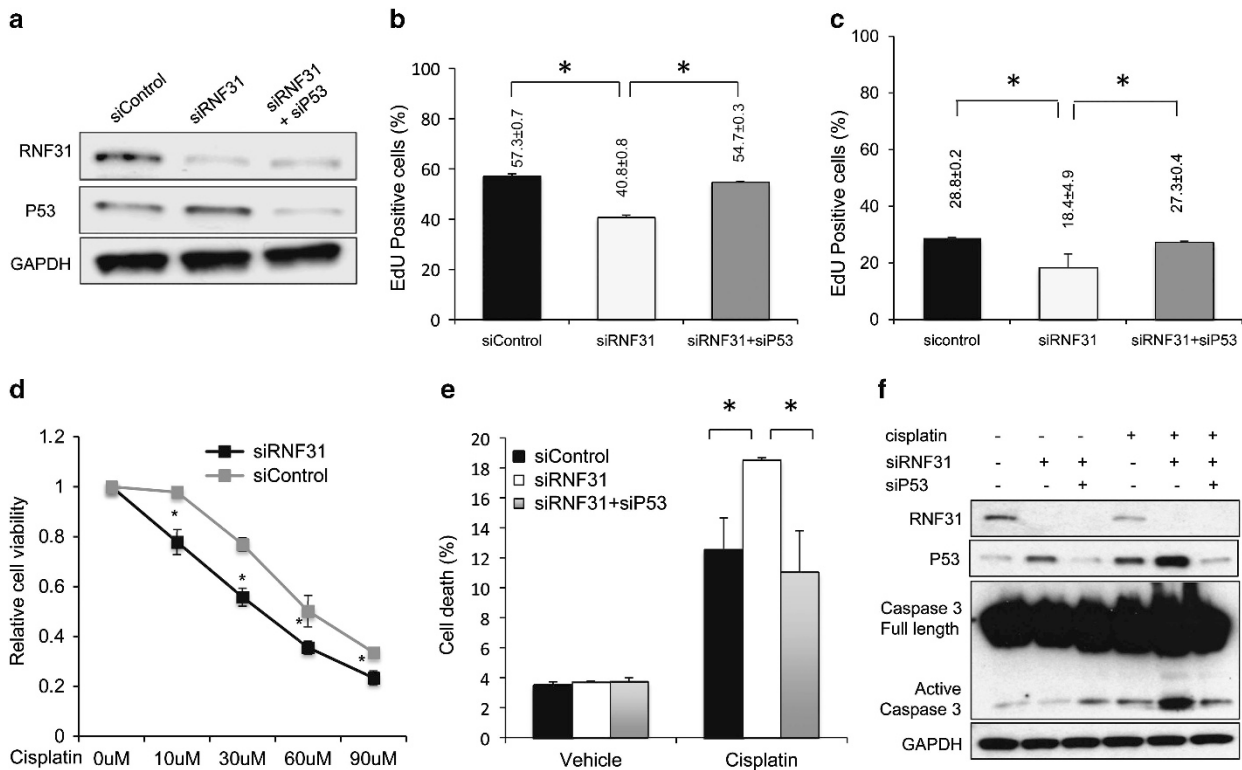 a
siControl
siRNF31
siRNF31
+ siP53
RNF31
P53
GAPDH
b
EdU Positive cells (%)
100
80
60
40
20
0
*
*
57.3±0.7
40.8±0.8
54.7±0.3
siControl
siRNF31
siRNF31+siP53
c
EdU Positive cells (%)
100
80
60
40
20
0
*
*
28.8±0.2
18.4±4.9
27.3±0.4
sicontrol
siRNF31
siRNF31+siP53
d
Relative cell viability
1.2
1
0.8
0.6
0.4
0.2
0
siRNF31
siControl
*
*
*
*
Cisplatin
0uM
10uM
30uM
60uM
90uM
e
Cell death (%)
20
18
16
14
12
10
8
6
4
2
0
siControl
siRNF31
siRNF31+siP53
*
*
Vehicle
Cisplatin
f
cisplatin - - - + + +
siRNF31 - + + - + +
siP53 - - + - - +
RNF31
P53
Caspase 3
Full length
Active
Caspase 3
GAPDH